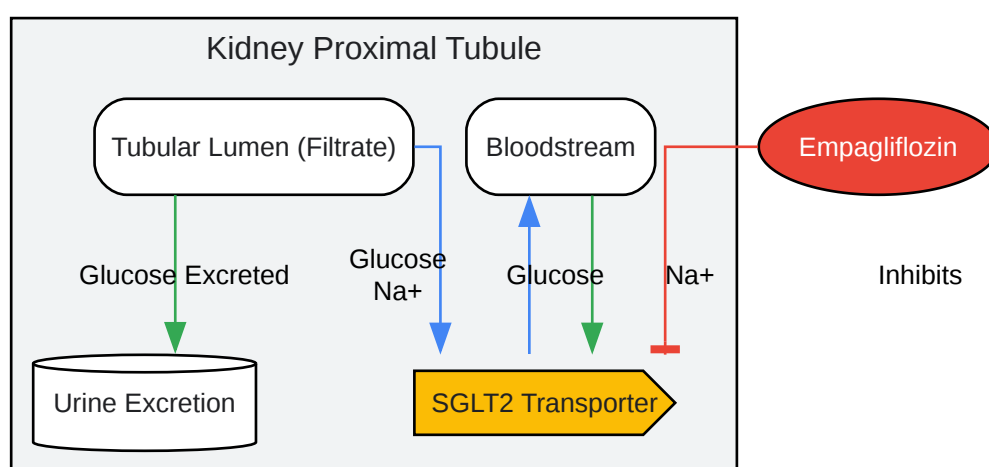 Kidney Proximal Tubule
Tubular Lumen (Filtrate)
Bloodstream
Empagliflozin
Glucose Excreted
Glucose
Na+
Glucose
Na+
Inhibits
Urine Excretion
SGLT2 Transporter